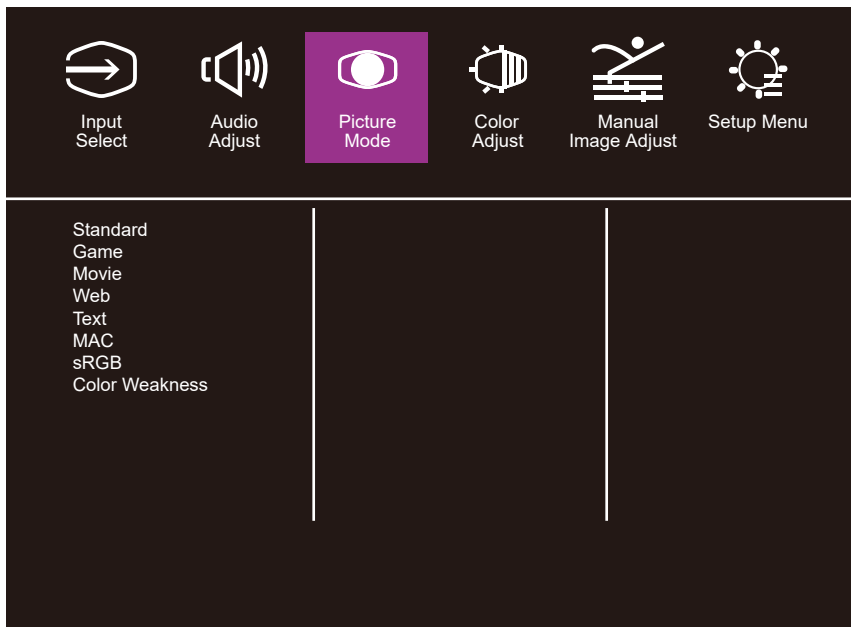 Input
Select
Audio
Adjust
Picture
Mode
Color
Adjust
Manual
Image Adjust
Setup Menu
Standard
Game
Movie
Web
Text
MAC
sRGB
Color Weakness